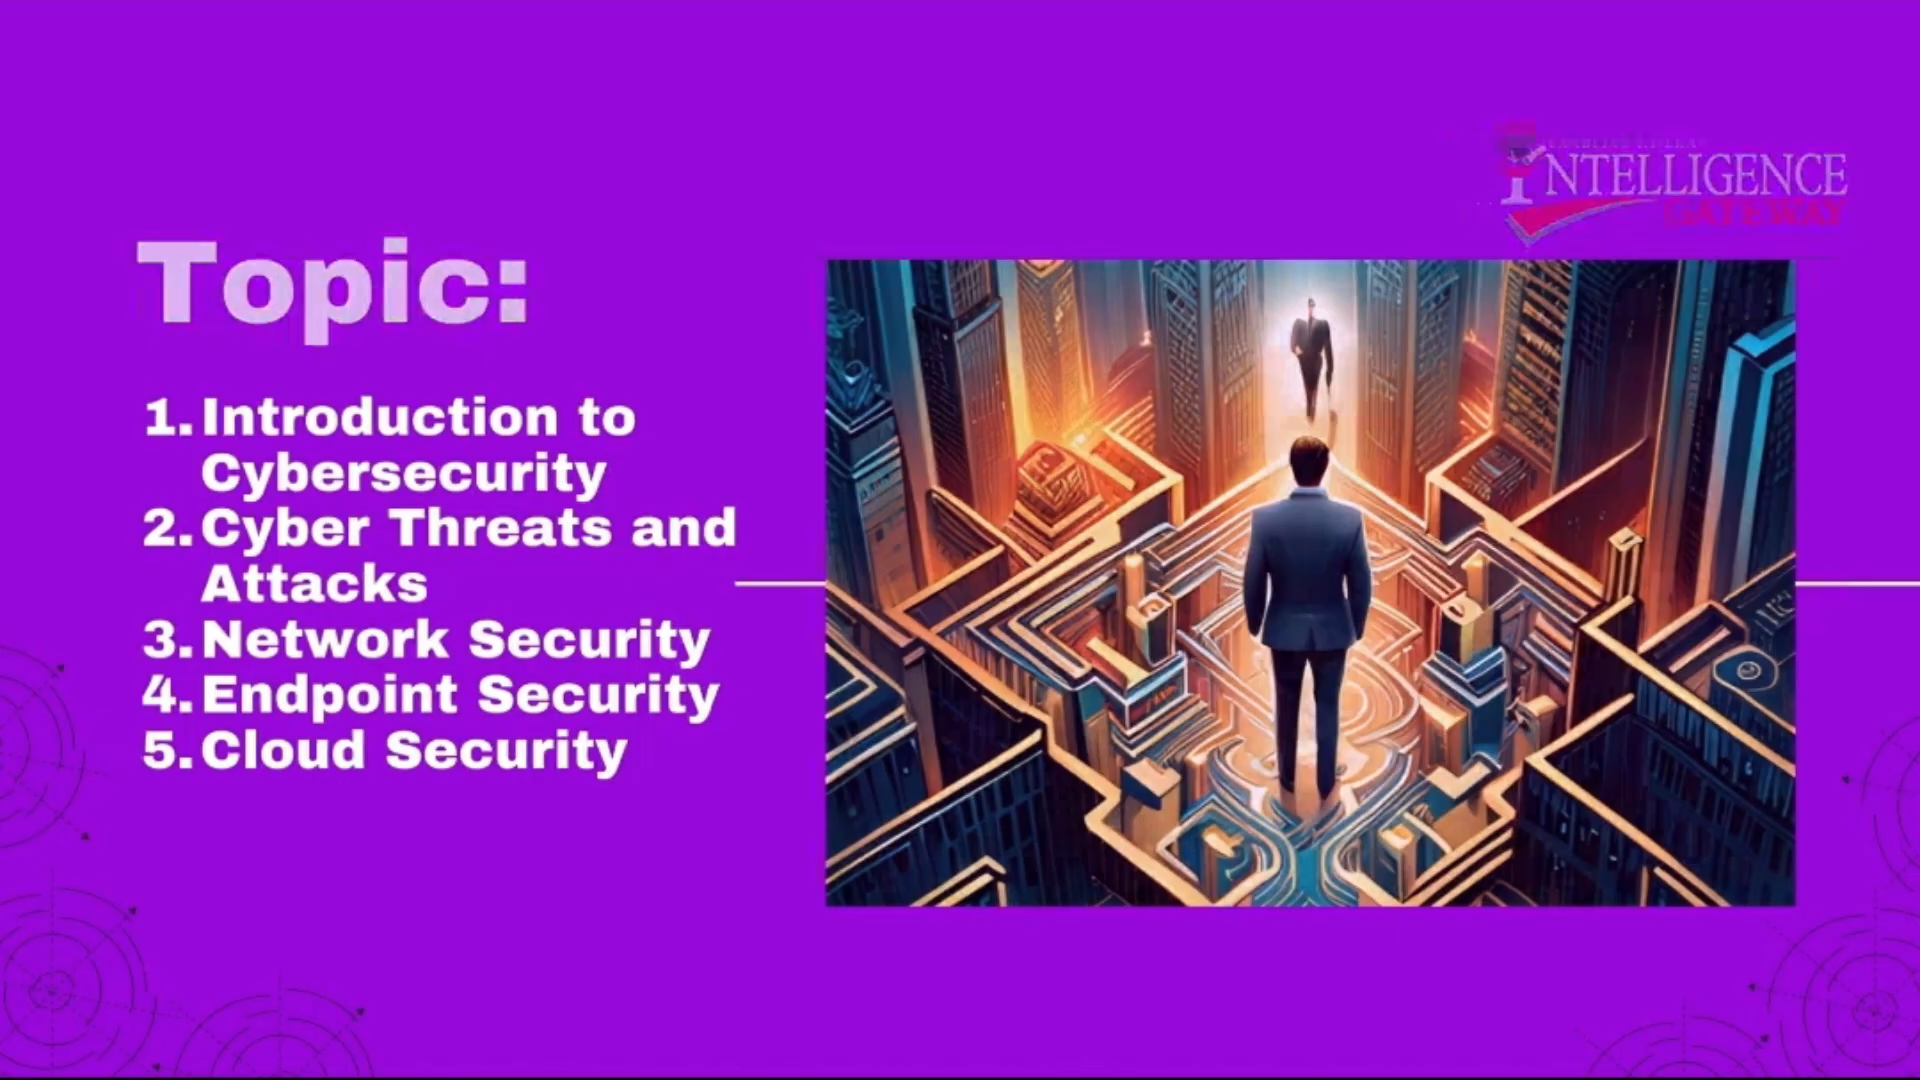 INTELLIGENCE
GATEWAY
Topic:
1. Introduction to
Cybersecurity
2. Cyber Threats and
Attacks
3. Network Security
4. Endpoint Security
5. Cloud Security